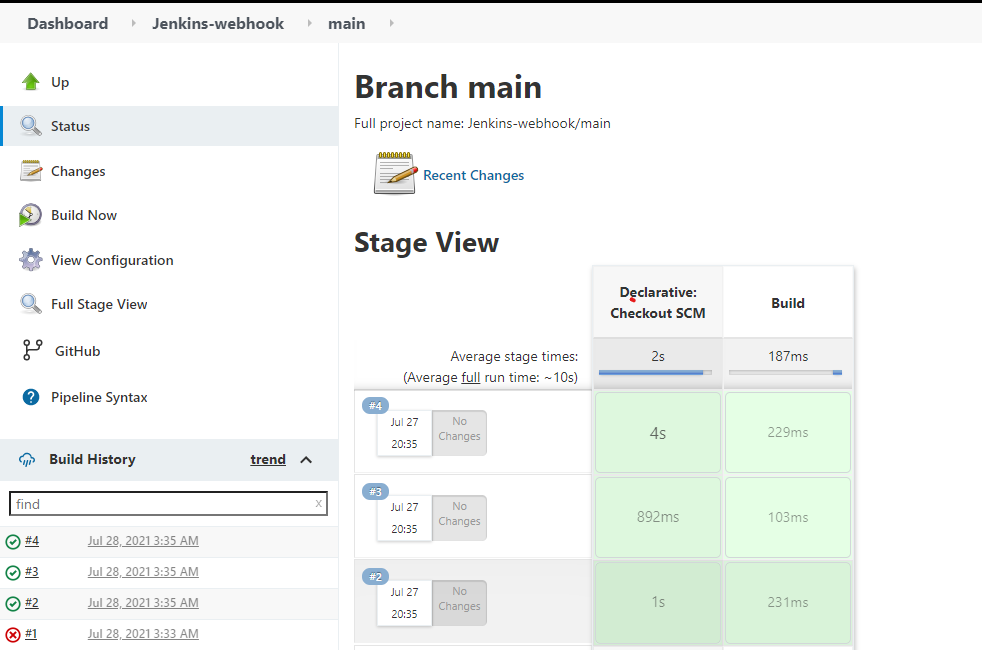 Dashboard Jenkins-webhook main
Up
Status
Changes
Build Now
View Configuration
Full Stage View
GitHub
Pipeline Syntax
Build History trend
find x
#4 Jul 28, 2021 3:35 AM
#3 Jul 28, 2021 3:35 AM
#2 Jul 28, 2021 3:35 AM
#1 Jul 28, 2021 3:33 AM
Branch main
Full project name: Jenkins-webhook/main
Recent Changes
Stage View
Declarative:
Checkout SCM
Build
Average stage times:
(Average full run time: ~10s)
2s 187ms
#4
Jul 27
20:35
No
Changes
4s 229ms
#3
Jul 27
20:35
No
Changes
892ms 103ms
#2
Jul 27
20:35
No
Changes
1s 231ms